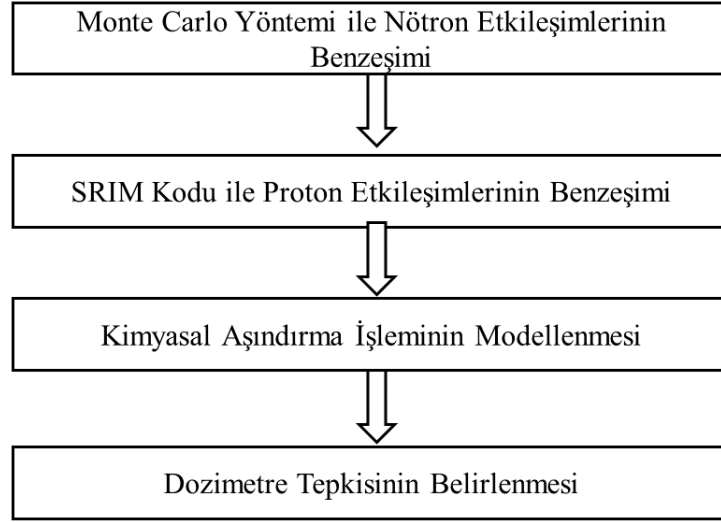 Monte Carlo Yöntemi ile Nötron Etkileşimlerinin
Benzeşimi
SRIM Kodu ile Proton Etkileşimlerinin Benzeşimi
Kimyasal Aşındırma İşleminin Modellenmesi
Dozimetre Tepkisinin Belirlenmesi